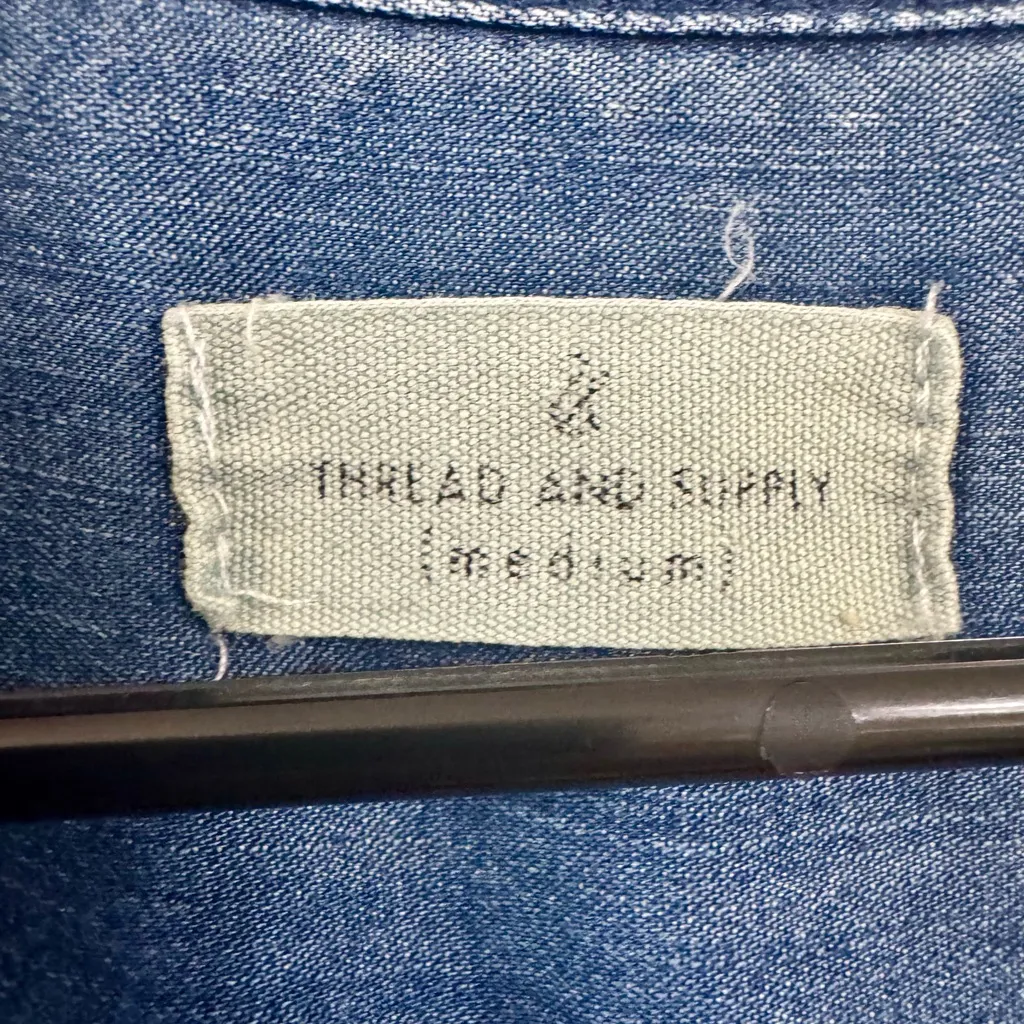 &
THREAD AND SUPPLY
(medium)